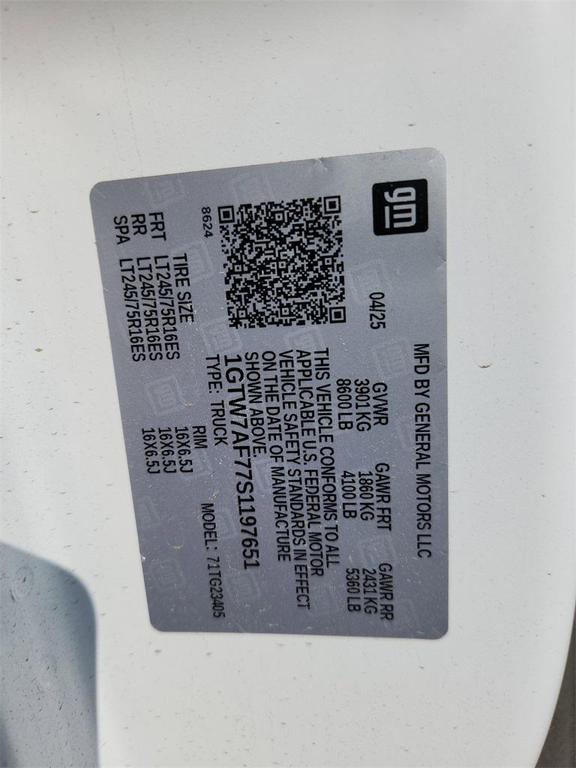 gm
MFD BY GENERAL MOTORS LLC
04/25
GVWR GAWR FRT GAWR RR
3901 KG 1860 KG 2431 KG
8600 LB 4100 LB 5360 LB
THIS VEHICLE CONFORMS TO ALL
APPLICABLE U.S. FEDERAL MOTOR
VEHICLE SAFETY STANDARDS IN EFFECT
ON THE DATE OF MANUFACTURE
SHOWN ABOVE.
1GTW7AF77S1197651
TYPE: TRUCK MODEL: 71TG23405
8624
TIRE SIZE RIM
FRT LT245/75R16ES 16X6.5J
RR LT245/75R16ES 16X6.5J
SPA LT245/75R16ES 16X6.5J